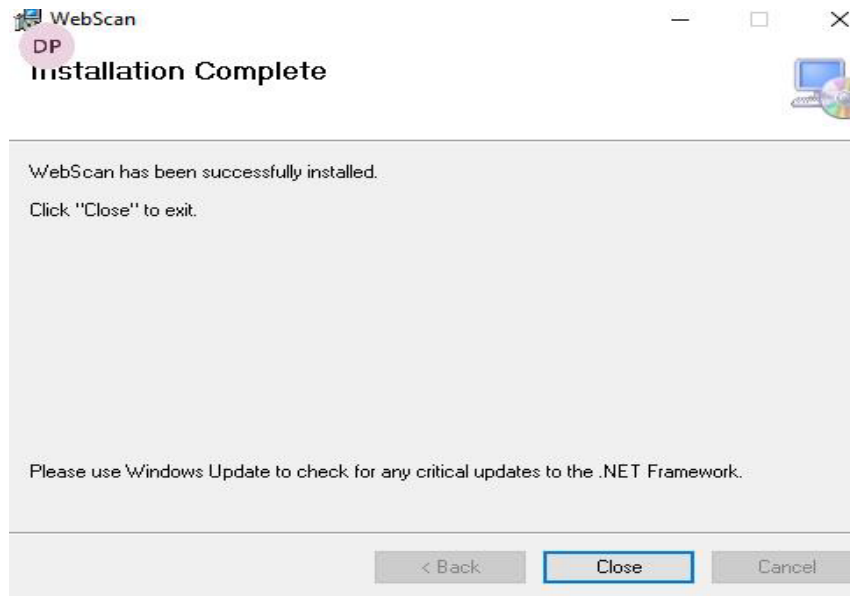 WebScan
DP
Installation Complete
WebScan has been successfully installed.
Click "Close" to exit.
Please use Windows Update to check for any critical updates to the .NET Framework.
< Back
Close
Cancel